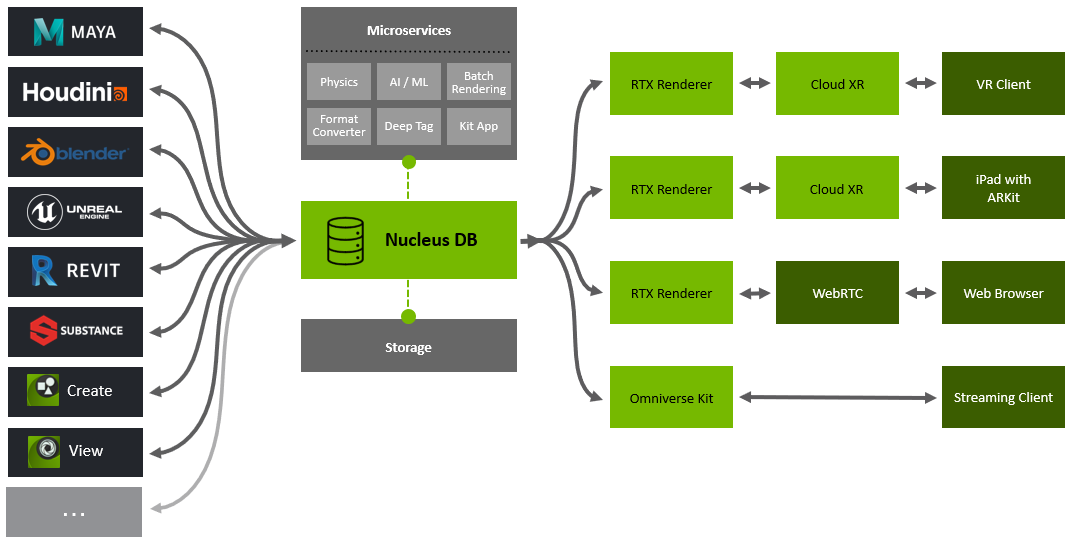 MAYA
Houdini
blender
UNREAL
ENGINE
REVIT
SUBSTANCE
Create
View
...
Microservices
Physics
AI / ML
Batch
Rendering
Format
Converter
Deep Tag
Kit App
Nucleus DB
Storage
RTX Renderer
Cloud XR
VR Client
RTX Renderer
Cloud XR
iPad with
ARKit
RTX Renderer
WebRTC
Web Browser
Omniverse Kit
Streaming Client